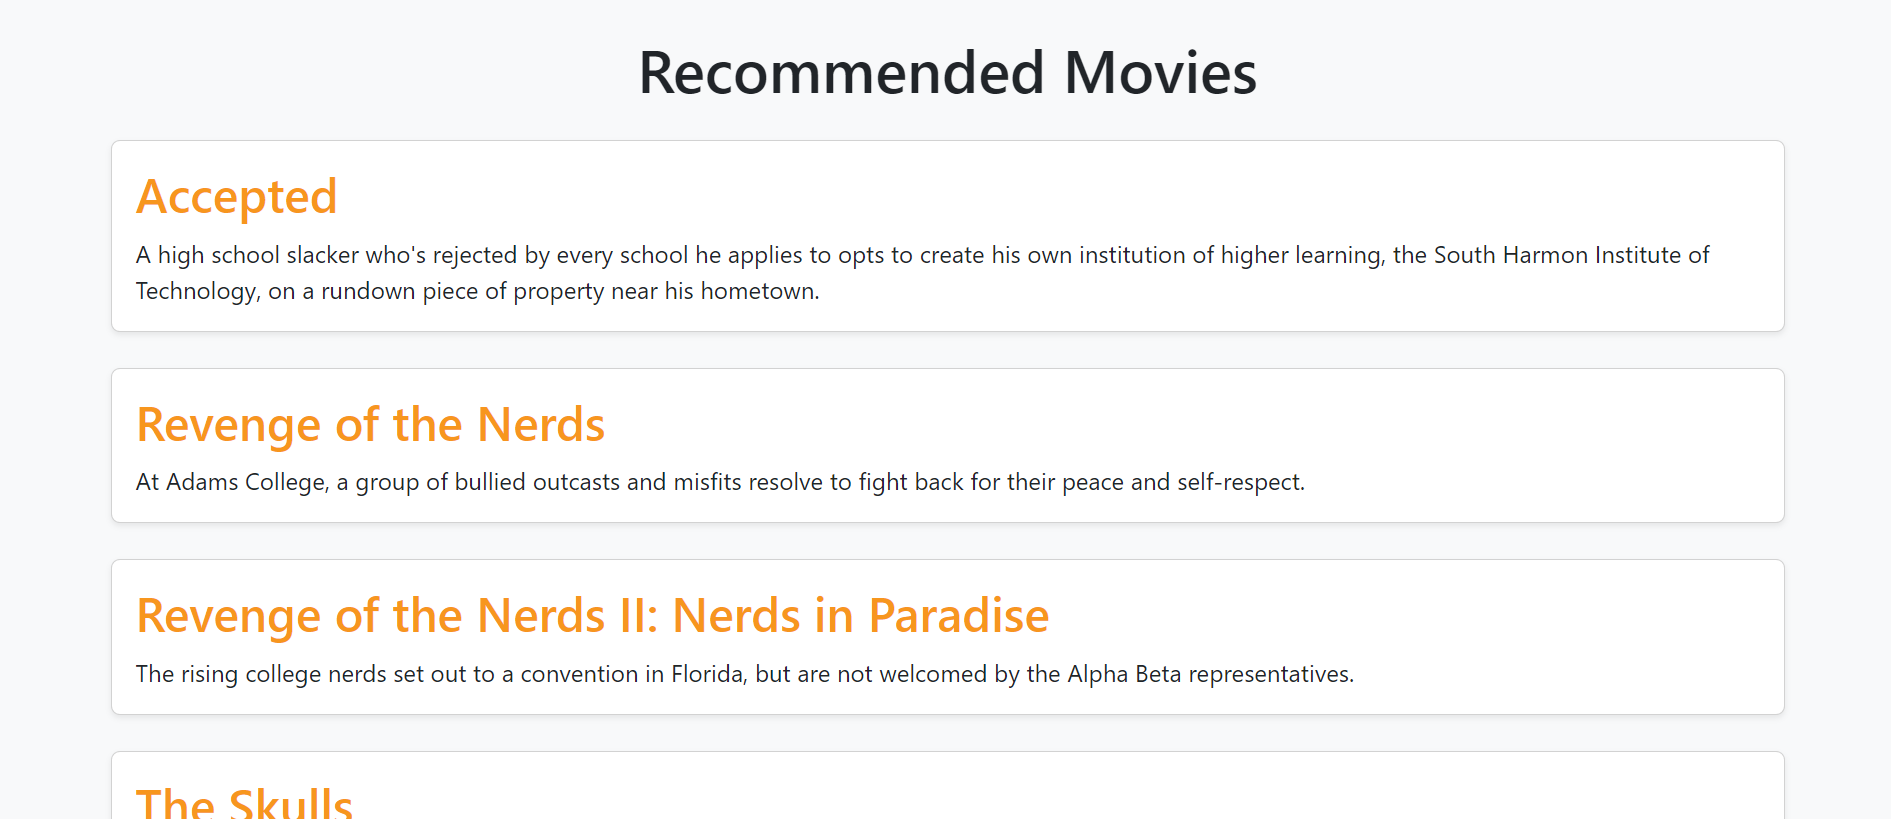 Recommended Movies
Accepted
A high school slacker who's rejected by every school he applies to opts to create his own institution of higher learning, the South Harmon Institute of
Technology, on a rundown piece of property near his hometown.
Revenge of the Nerds
At Adams College, a group of bullied outcasts and misfits resolve to fight back for their peace and self-respect.
Revenge of the Nerds II: Nerds in Paradise
The rising college nerds set out to a convention in Florida, but are not welcomed by the Alpha Beta representatives.
The Skulls